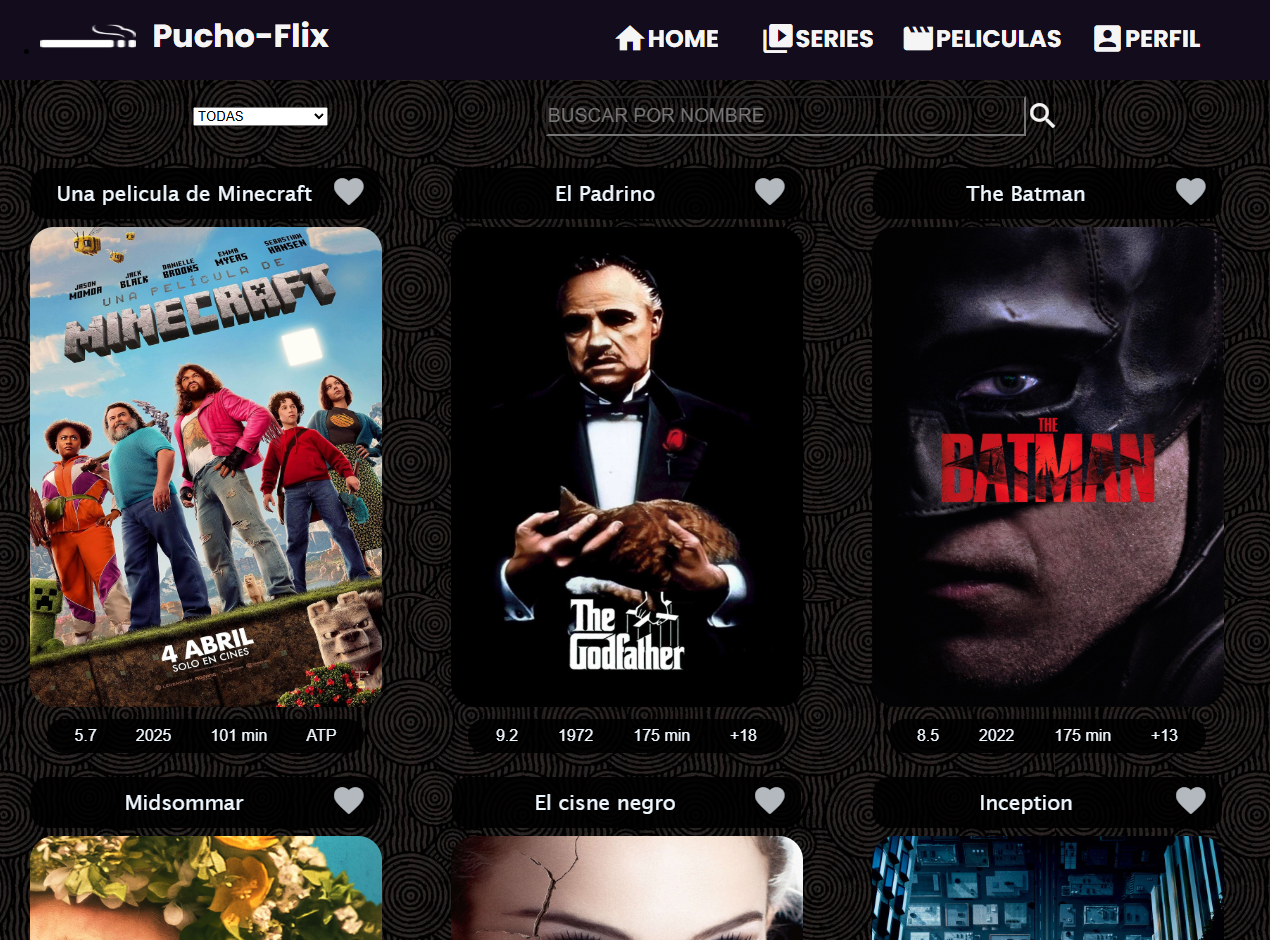 Pucho-Flix
HOME SERIES PELICULAS PERFIL
TODAS
BUSCAR POR NOMBRE
Una pelicula de Minecraft
El Padrino
The Batman
JASON MOMOA
JACK BLACK
DANIELLE BROOKS
EMMA MYERS
SEBASTIAN HANSEN
UNA PELÍCULA DE
MINECRAFT
4 ABRIL
SOLO EN CINES
The
Godfather
THE
BATMAN
5.7 2025 101 min ATP
9.2 1972 175 min +18
8.5 2022 175 min +13
Midsommar
El cisne negro
Inception